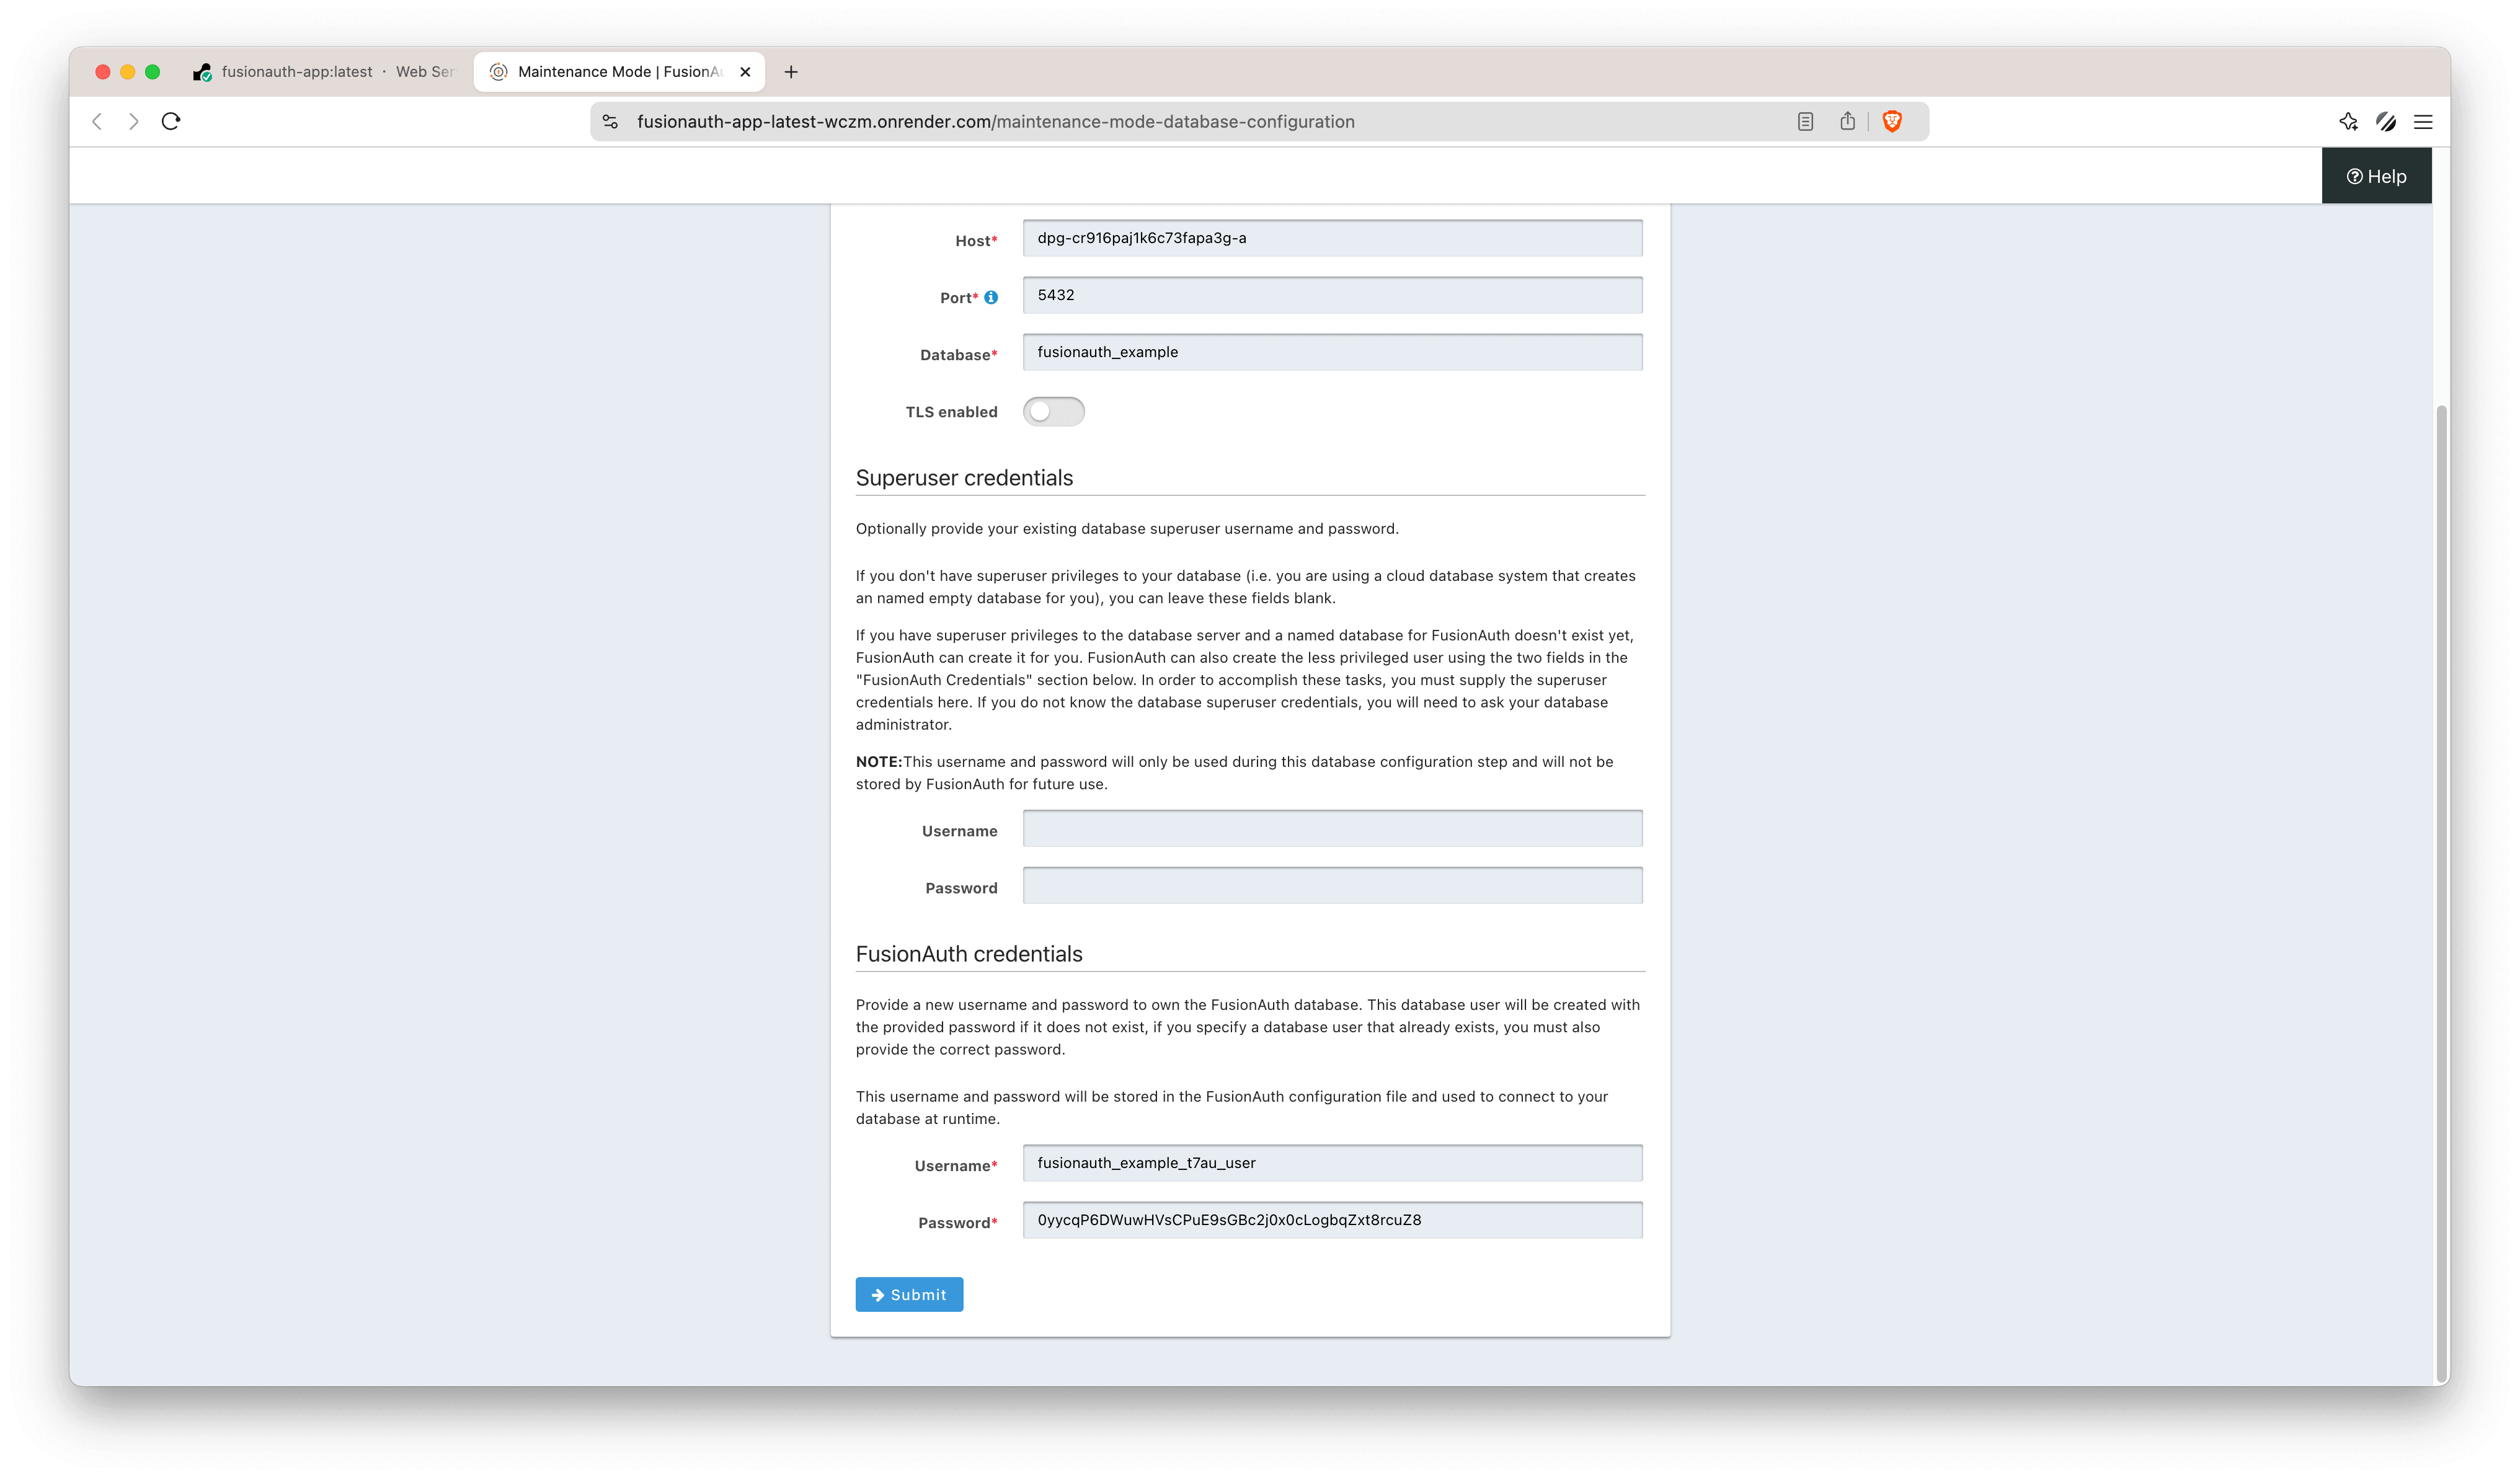 fusionauth-app:latest · Web Ser
Maintenance Mode | FusionAu
fusionauth-app-latest-wczm.onrender.com/maintenance-mode-database-configuration
Help
Host*
dpg-cr916paj1k6c73fapa3g-a
Port*
5432
Database*
fusionauth_example
TLS enabled
Superuser credentials
Optionally provide your existing database superuser username and password.
If you don't have superuser privileges to your database (i.e. you are using a cloud database system that creates
an named empty database for you), you can leave these fields blank.
If you have superuser privileges to the database server and a named database for FusionAuth doesn't exist yet,
FusionAuth can create it for you. FusionAuth can also create the less privileged user using the two fields in the
"FusionAuth Credentials" section below. In order to accomplish these tasks, you must supply the superuser
credentials here. If you do not know the database superuser credentials, you will need to ask your database
administrator.
NOTE:This username and password will only be used during this database configuration step and will not be
stored by FusionAuth for future use.
Username
Password
FusionAuth credentials
Provide a new username and password to own the FusionAuth database. This database user will be created with
the provided password if it does not exist, if you specify a database user that already exists, you must also
provide the correct password.
This username and password will be stored in the FusionAuth configuration file and used to connect to your
database at runtime.
Username*
fusionauth_example_t7au_user
Password*
0yycqP6DWuwHVsCPuE9sGBc2j0x0cLogbqZxt8rcuZ8
Submit